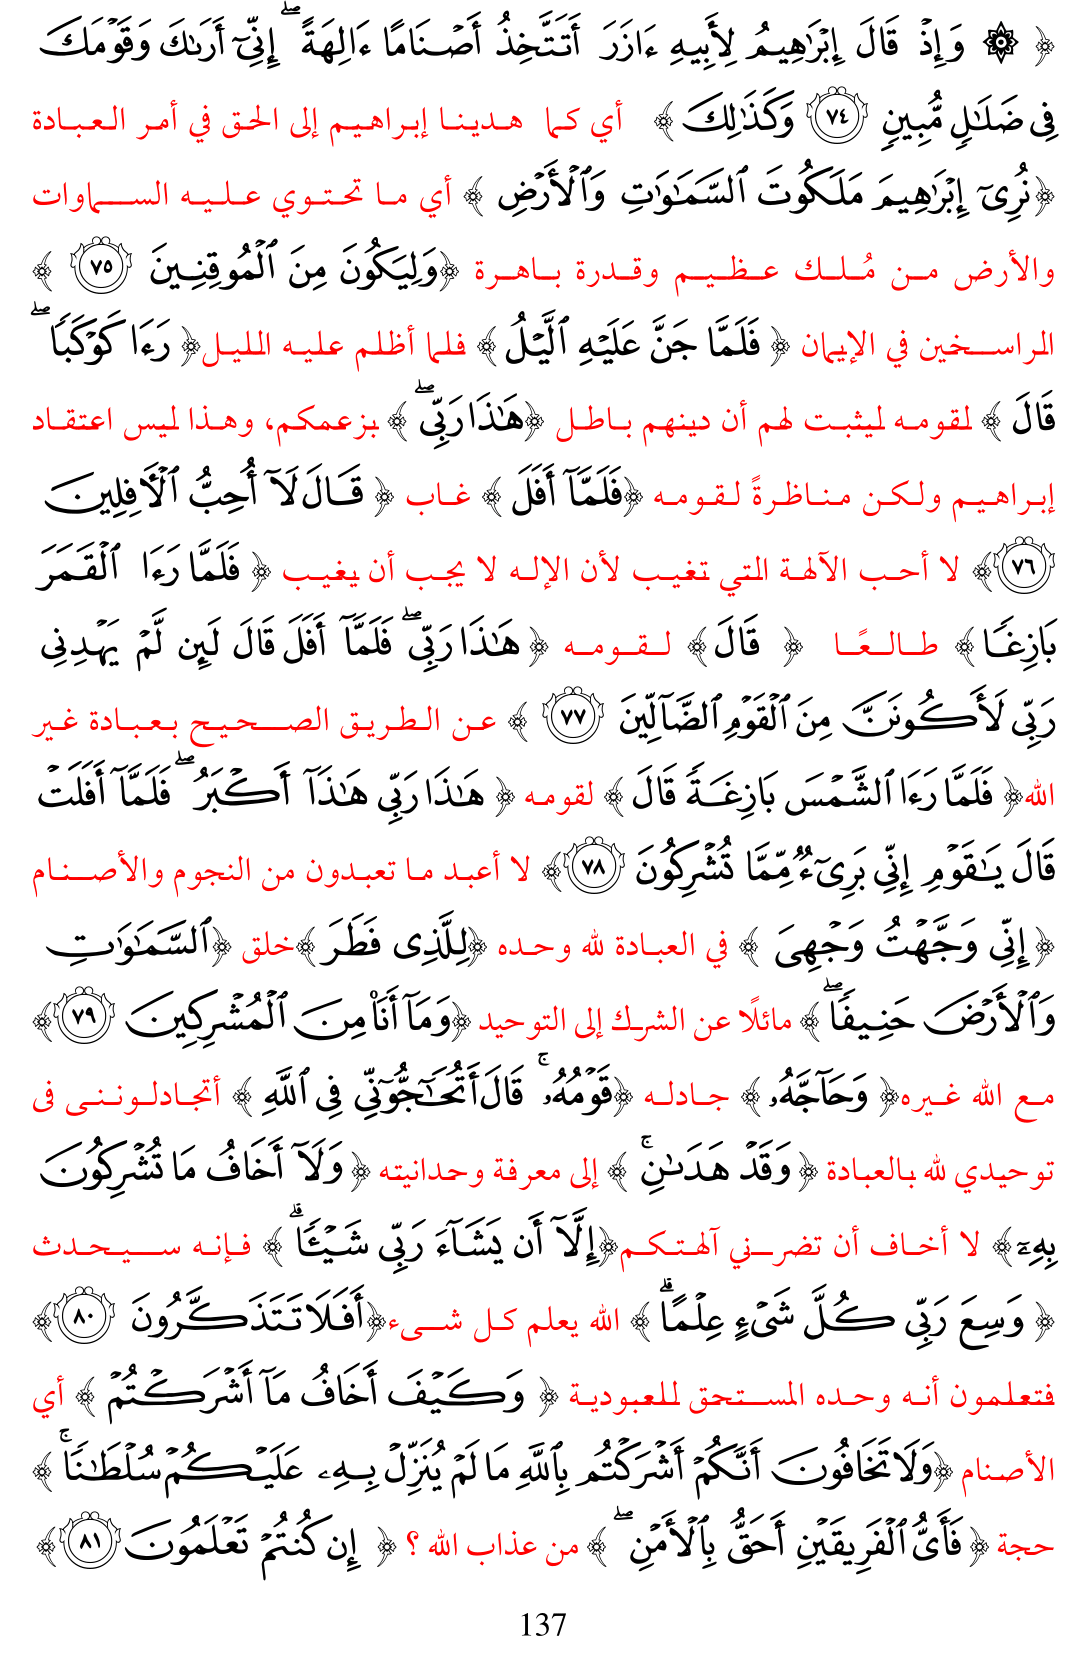 ﴿ ۞ وَإِذۡ قَالَ إِبۡرَٰهِيمُ لِأَبِيهِ ءَازَرَ أَتَتَّخِذُ أَصۡنَامًا ءَالِهَةً ۖ إِنِّيٓ أَرَىٰكَ وَقَوۡمَكَ
فِي ضَلَٰلٖ مُّبِينٖ ٧٤ وَكَذَٰلِكَ ﴾ أي كما هدينا إبراهيم إلى الحق في أمر العبادة
﴿نُرِيٓ إِبۡرَٰهِيمَ مَلَكُوتَ ٱلسَّمَٰوَٰتِ وَٱلۡأَرۡضِ ﴾ أي ما تحتوي عليه السماوات
والأرض من مُلك عظيم وقدرة باهرة ﴿وَلِيَكُونَ مِنَ ٱلۡمُوقِنِينَ ٧٥ ﴾
الراسخين في الإيمان ﴿ فَلَمَّا جَنَّ عَلَيۡهِ ٱلَّيۡلُ ﴾ فلما أظلم عليه الليل﴿ رَءَا كَوۡكَبٗا ۖ
قَالَ ﴾ لقومه ليثبت لهم أن دينهم باطل ﴿هَٰذَا رَبِّي ۖ ﴾ بزعمكم، وهذا ليس اعتقاد
إبراهيم ولكن مناظرةً لقومه ﴿فَلَمَّآ أَفَلَ ﴾ غاب ﴿ قَالَ لَآ أُحِبُّ ٱلۡأٓفِلِينَ
٧٦﴾ لا أحب الآلهة التي تغيب لأن الإله لا يجب أن يغيب ﴿ فَلَمَّا رَءَا ٱلۡقَمَرَ
بَازِغٗا ﴾ طالعًا ﴿ قَالَ ﴾ لقومه ﴿ هَٰذَا رَبِّي ۖ فَلَمَّآ أَفَلَ قَالَ لَئِن لَّمۡ يَهۡدِنِي
رَبِّي لَأَكُونَنَّ مِنَ ٱلۡقَوۡمِ ٱلضَّآلِّينَ ٧٧ ﴾ عن الطريق الصحيح بعبادة غير
الله﴿ فَلَمَّا رَءَا ٱلشَّمۡسَ بَازِغَةٗ قَالَ ﴾ لقومه ﴿ هَٰذَا رَبِّي هَٰذَآ أَكۡبَرُ ۖ فَلَمَّآ أَفَلَتۡ
قَالَ يَٰقَوۡمِ إِنِّي بَرِيٓءٞ مِّمَّا تُشۡرِكُونَ ٧٨﴾ لا أعبد ما تعبدون من النجوم والأصنام
﴿ إِنِّي وَجَّهۡتُ وَجۡهِيَ ﴾ في العبادة لله وحده ﴿لِلَّذِي فَطَرَ ﴾خلق ﴿ٱلسَّمَٰوَٰتِ
وَٱلۡأَرۡضَ حَنِيفٗا ۖ ﴾ مائلًا عن الشرك إلى التوحيد ﴿وَمَآ أَنَا۠ مِنَ ٱلۡمُشۡرِكِينَ ٧٩﴾
مع الله غيره﴿ وَحَآجَّهُۥ ﴾ جادله ﴿قَوۡمُهُۥ ۚ قَالَ أَتُحَٰٓجُّوٓنِّي فِي ٱللَّهِ ﴾ أتجادلوننى فى
توحيدي لله بالعبادة ﴿وَقَدۡ هَدَىٰنِ ۚ ﴾ إلى معرفة وحدانيته ﴿ وَلَآ أَخَافُ مَا تُشۡرِكُونَ
بِهِۦٓ ﴾ لا أخاف أن تضرني آلهتكم﴿إِلَّآ أَن يَشَآءَ رَبِّي شَيۡـٔٗا ۗ ﴾ فإنه سيحدث
﴿ وَسِعَ رَبِّي كُلَّ شَيۡءٍ عِلۡمًا ۗ ﴾ الله يعلم كل شىء﴿أَفَلَا تَتَذَكَّرُونَ ٨٠﴾
فتعلمون أنه وحده المستحق للعبودية ﴿ وَكَيۡفَ أَخَافُ مَآ أَشۡرَكۡتُمۡ ﴾ أي
الأصنام ﴿وَلَا تَخَافُونَ أَنَّكُمۡ أَشۡرَكۡتُم بِٱللَّهِ مَا لَمۡ يُنَزِّلۡ بِهِۦ عَلَيۡكُمۡ سُلۡطَٰنٗا ۚ ﴾
حجة ﴿ فَأَيُّ ٱلۡفَرِيقَيۡنِ أَحَقُّ بِٱلۡأَمۡنِ ۖ ﴾ من عذاب الله ؟ ﴿ إِن كُنتُمۡ تَعۡلَمُونَ ٨١﴾
137